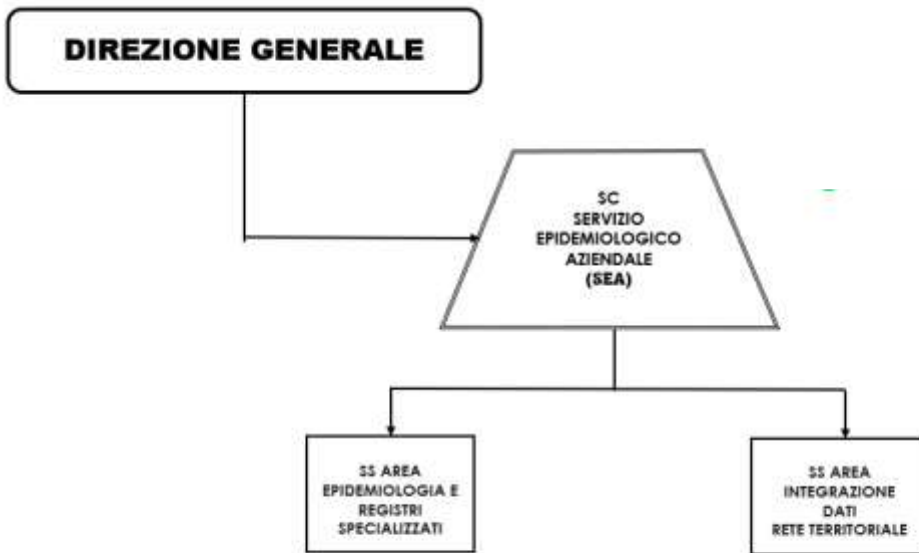 DIREZIONE GENERALE
SC
SERVIZIO
EPIDEMIOLOGICO
AZIENDALE
(SEA)
SS AREA
EPIDEMIOLOGIA E
REGISTRI
SPECIALIZZATI
SS AREA
INTEGRAZIONE
DATI
RETE TERRITORIALE